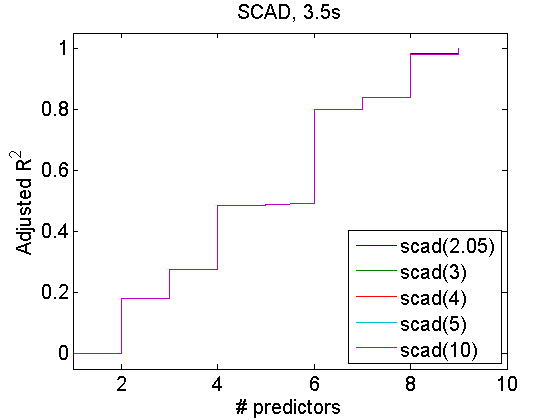 SCAD, 3.5s
1
0.8
0.6
0.4
0.2
0
Adjusted R²
2 4 6 8 10
# predictors
scad(2.05)
scad(3)
scad(4)
scad(5)
scad(10)